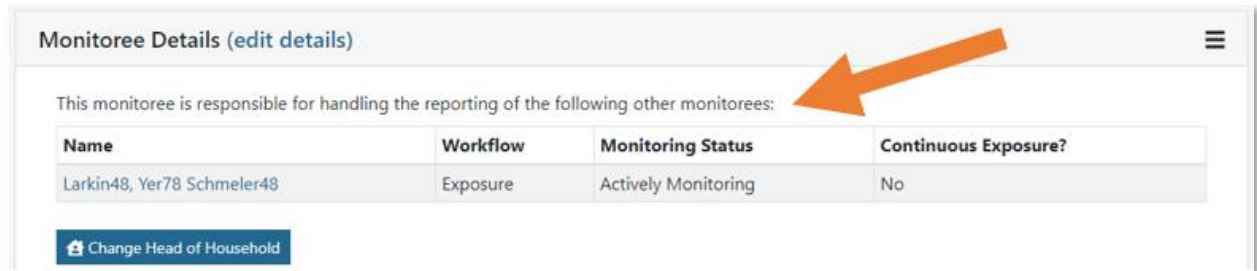 Monitoree Details (edit details)
This monitoree is responsible for handling the reporting of the following other monitorees:
Name Workflow Monitoring Status Continuous Exposure?
Larkin48, Yer78 Schmeler48 Exposure Actively Monitoring No
Change Head of Household